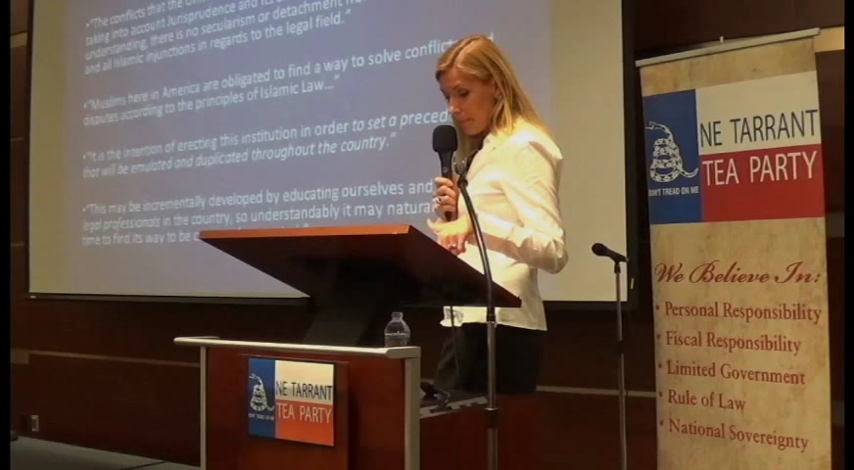 "The conflicts that the
taking into account Jurisprudence and its
understanding, there is no secularism or detachment
and all Islamic injunctions in regards to the legal field."
"Muslims here in America are obligated to find a way to solve conflicts
disputes according to the principles of Islamic Law...
"It is the intention of erecting this institution in order to set a preced
that will be emulated and duplicated throughout the country."
"This may be incrementally developed by educating ourselves and
legal professionals in the country, so understanding it may naturall
time to find its way to be
NE TARRANT
TEA PARTY
DON'T TREAD ON ME
We Believe In:
• Personal Responsibility
• Fiscal Responsibility
• Limited Government
• Rule of Law
• National Sovereignty
NE TARRANT
TEA PARTY